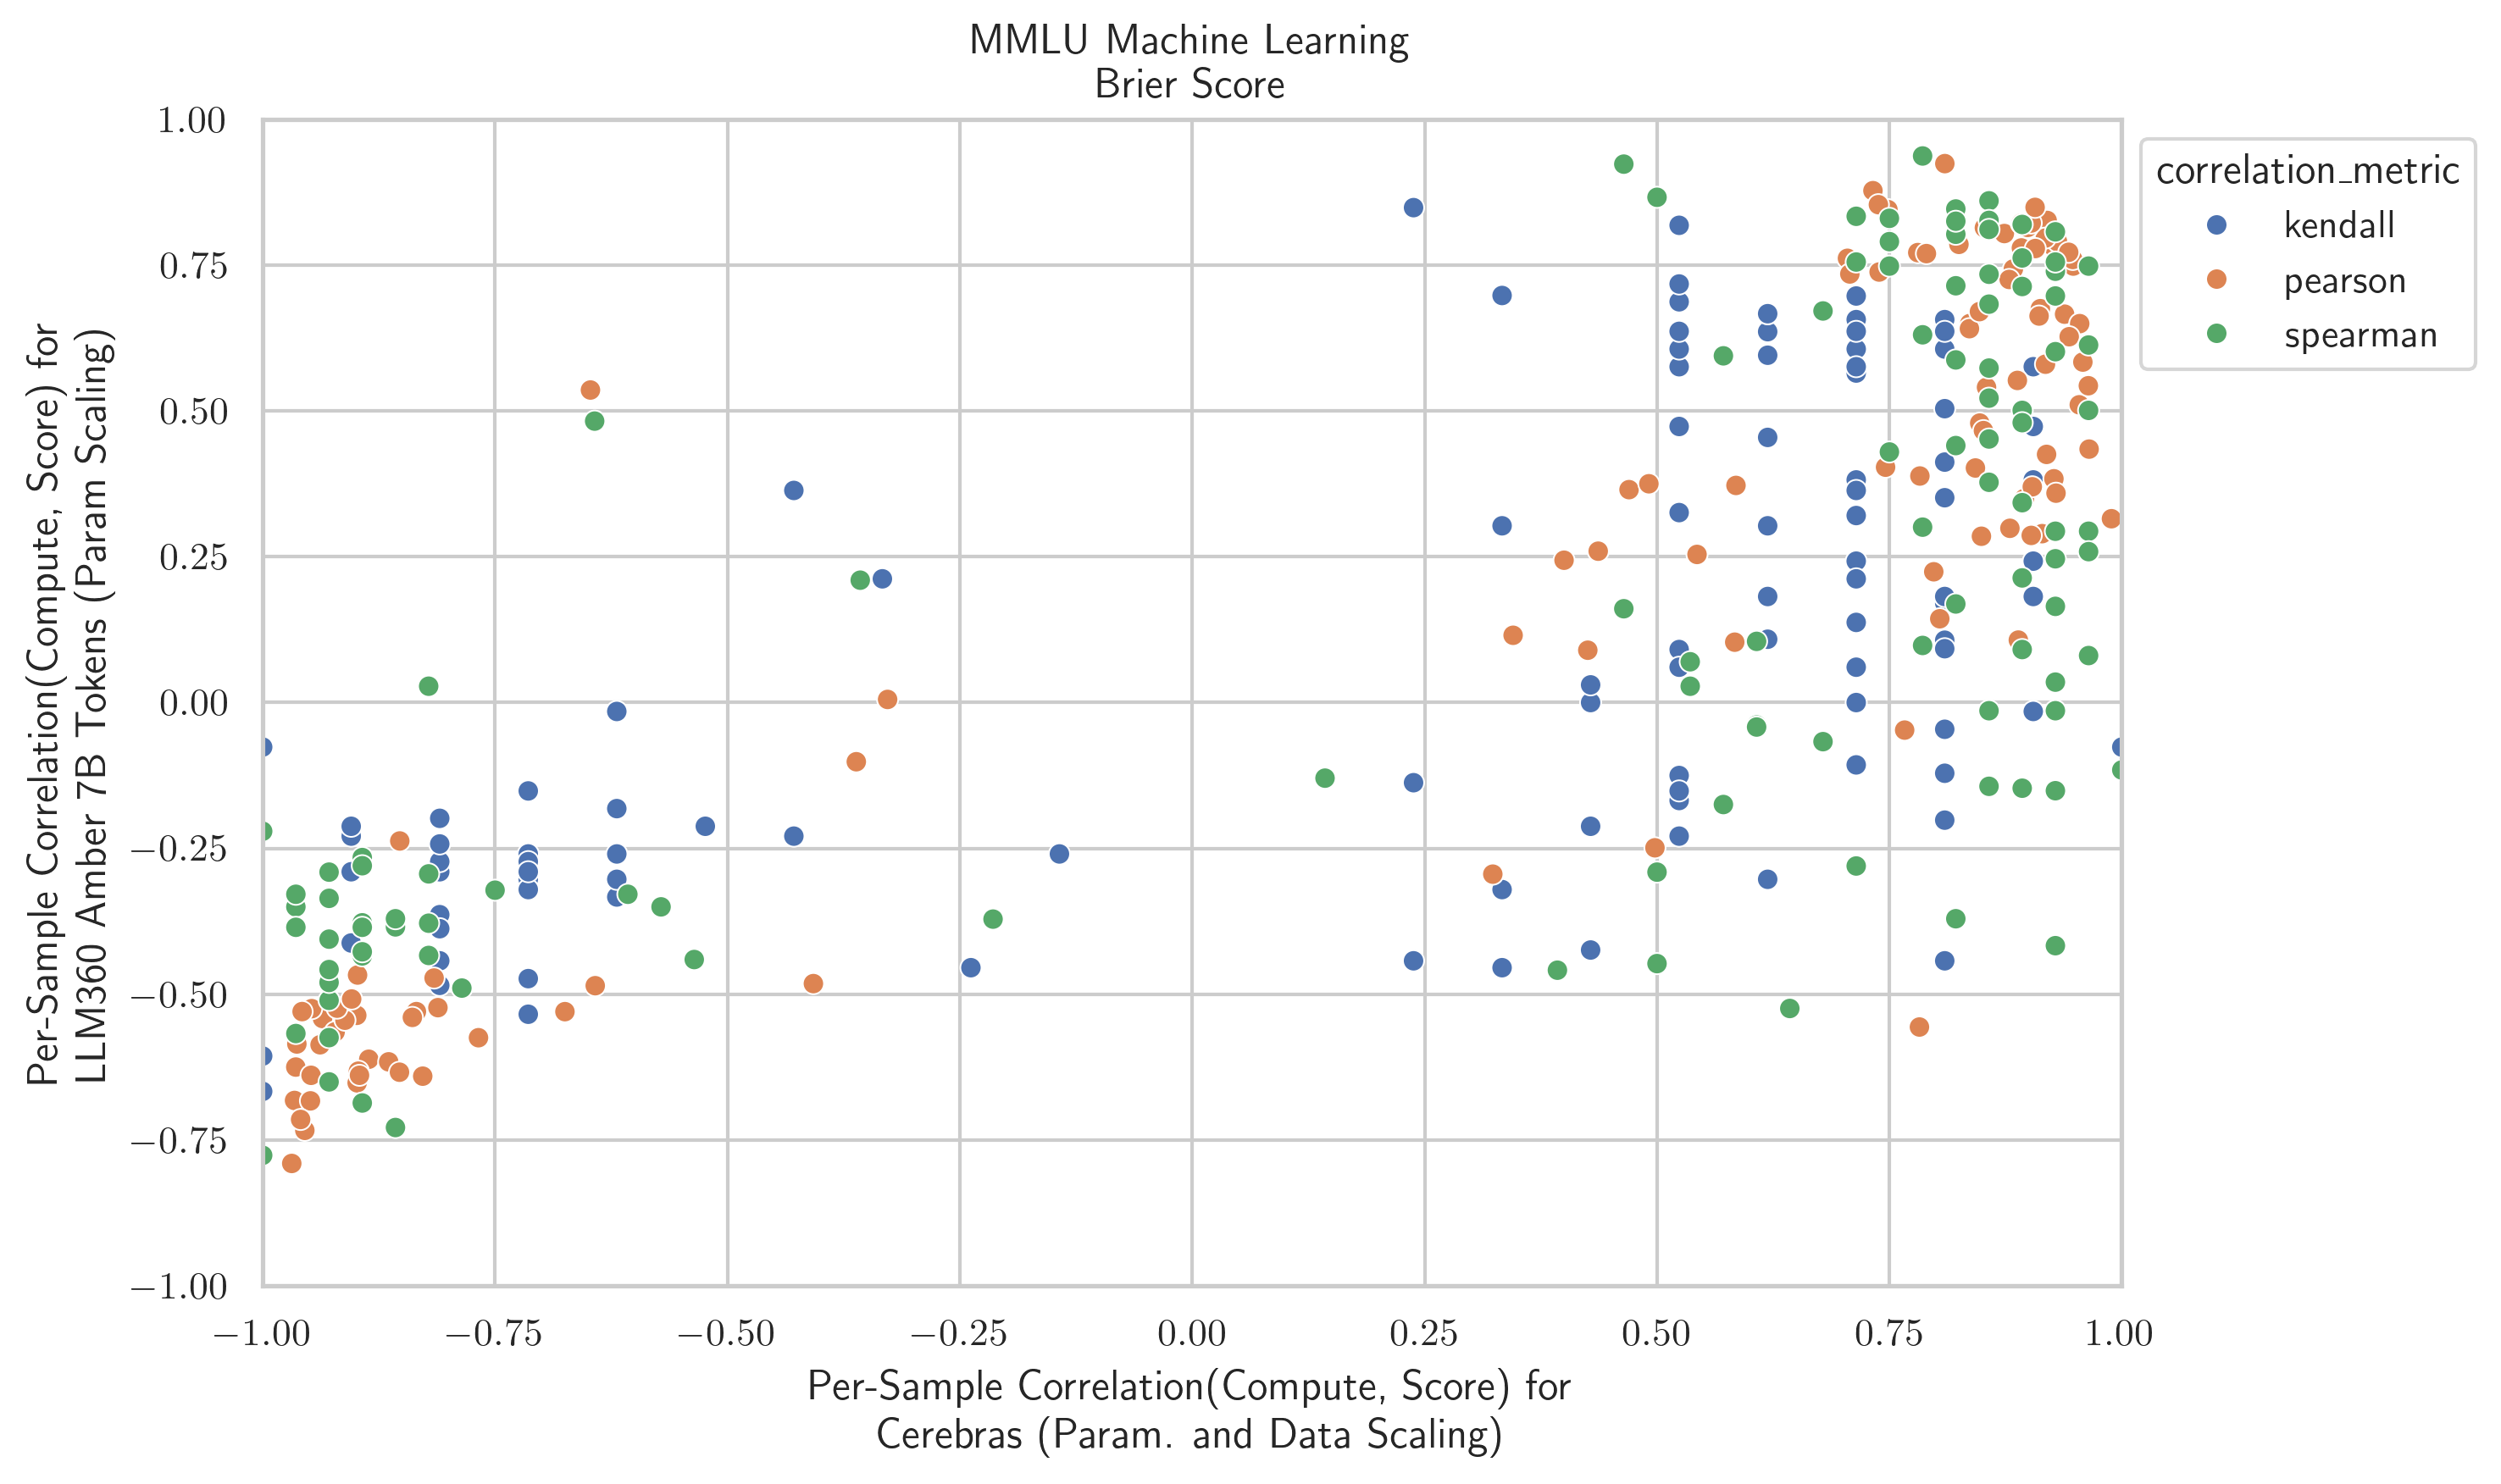 MMLU Machine Learning
Brier Score
1.00
0.75
0.50
0.25
0.00
−0.25
−0.50
−0.75
−1.00
Per-Sample Correlation(Compute, Score) for
LLM360 Amber 7B Tokens (Param Scaling)
−1.00 −0.75 −0.50 −0.25 0.00 0.25 0.50 0.75 1.00
Per-Sample Correlation(Compute, Score) for
Cerebras (Param. and Data Scaling)
correlation_metric
kendall
pearson
spearman